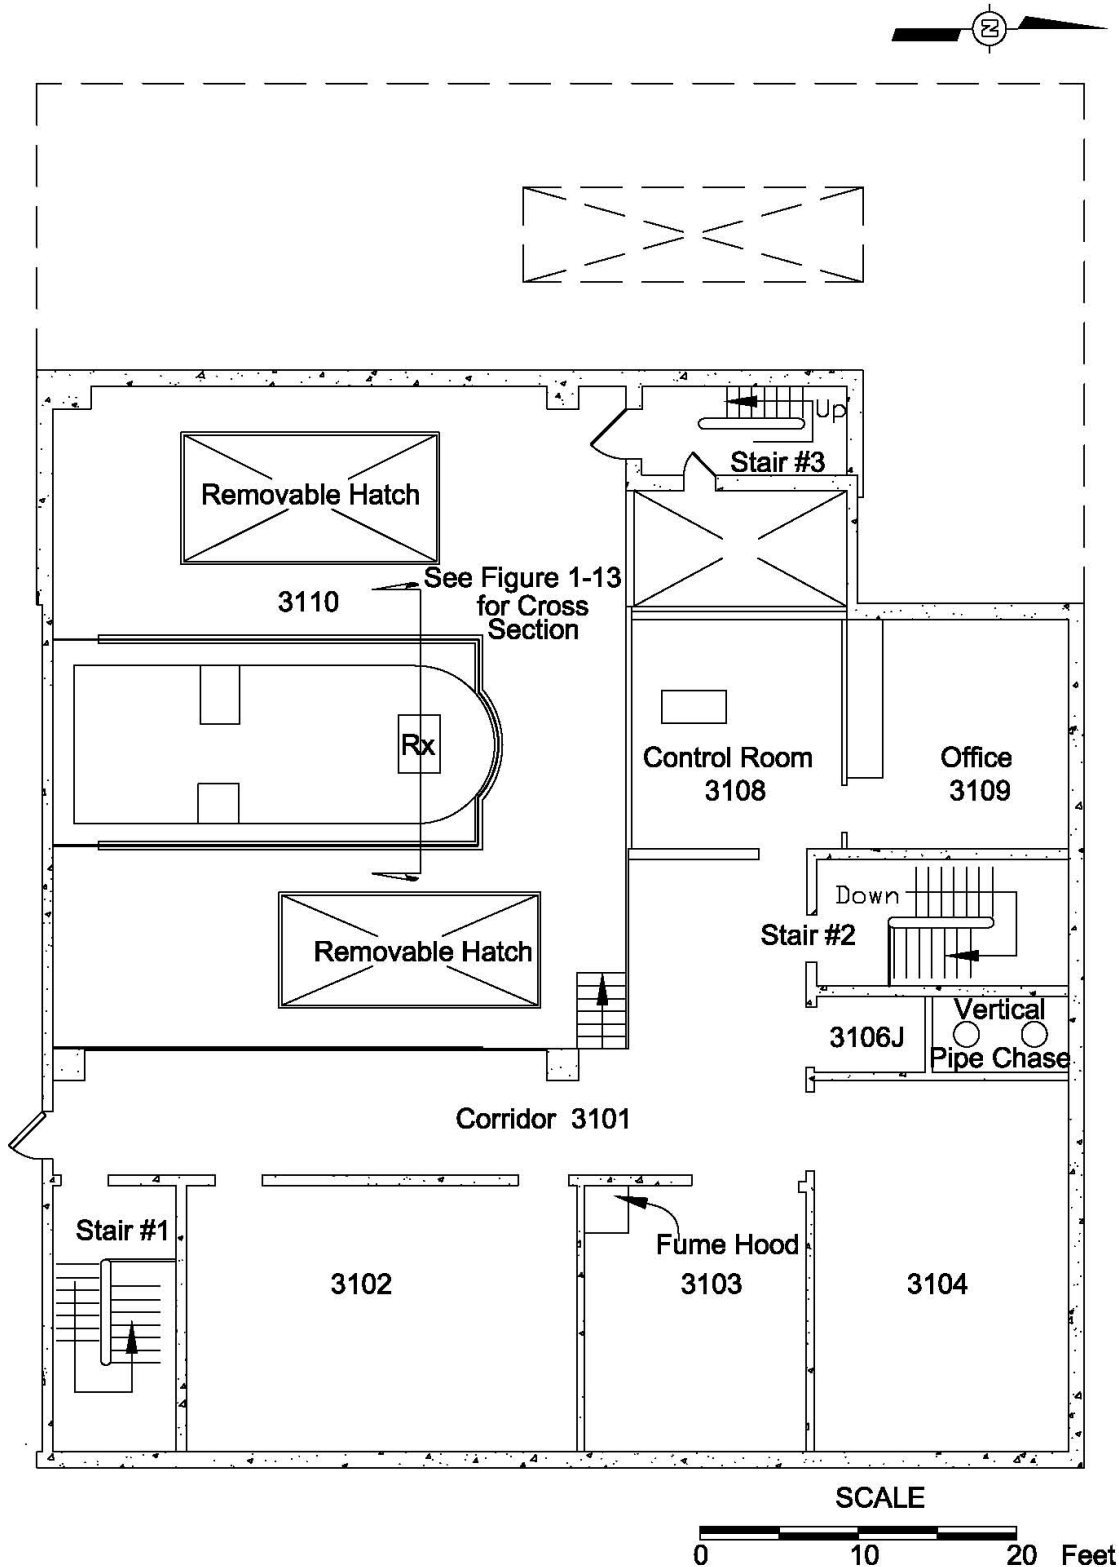 N
Up
Stair #3
Removable Hatch
See Figure 1-13
for Cross
Section
3110
Rx
Control Room
3108
Office
3109
Down
Stair #2
Removable Hatch
3106J
Vertical
Pipe Chase
Corridor 3101
Stair #1
Fume Hood
3102
3103
3104
SCALE
0 10 20 Feet